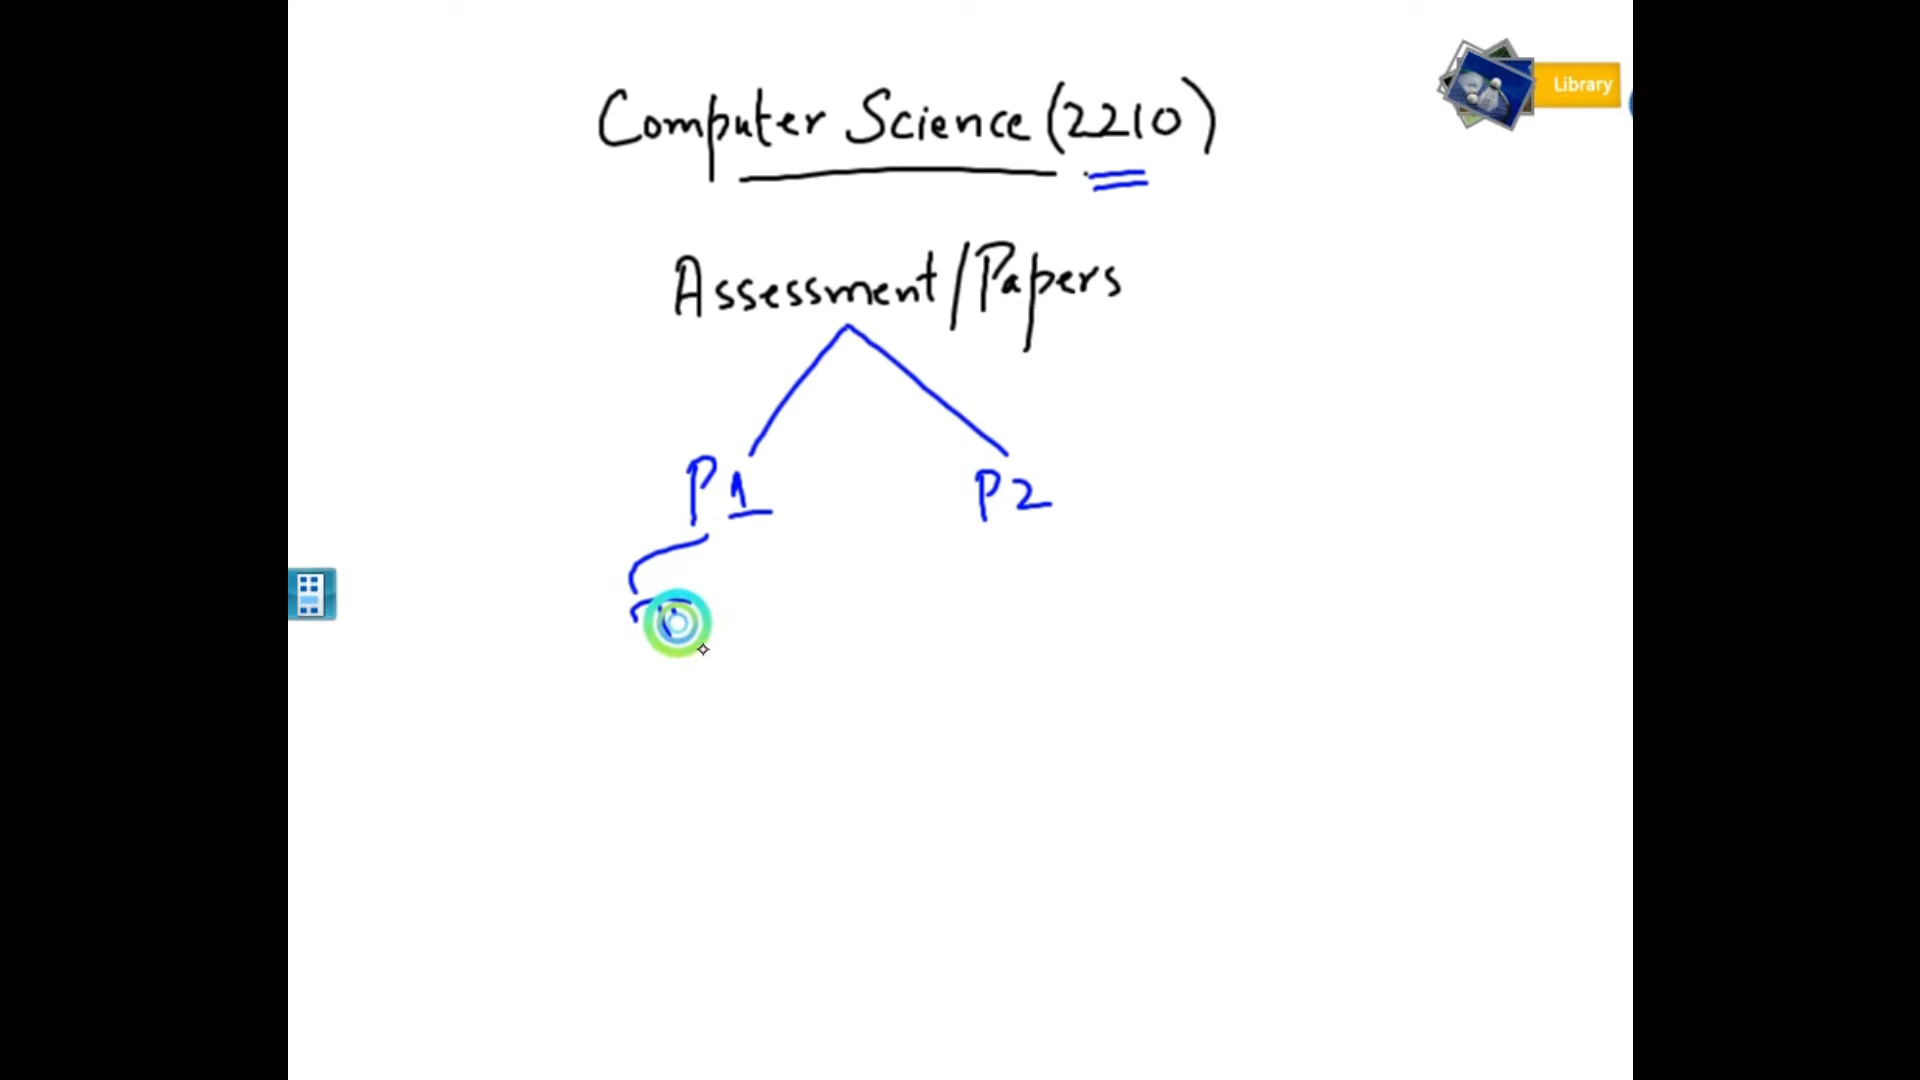 Library
Computer Science (2210)
Assessment/Papers
P1
P2